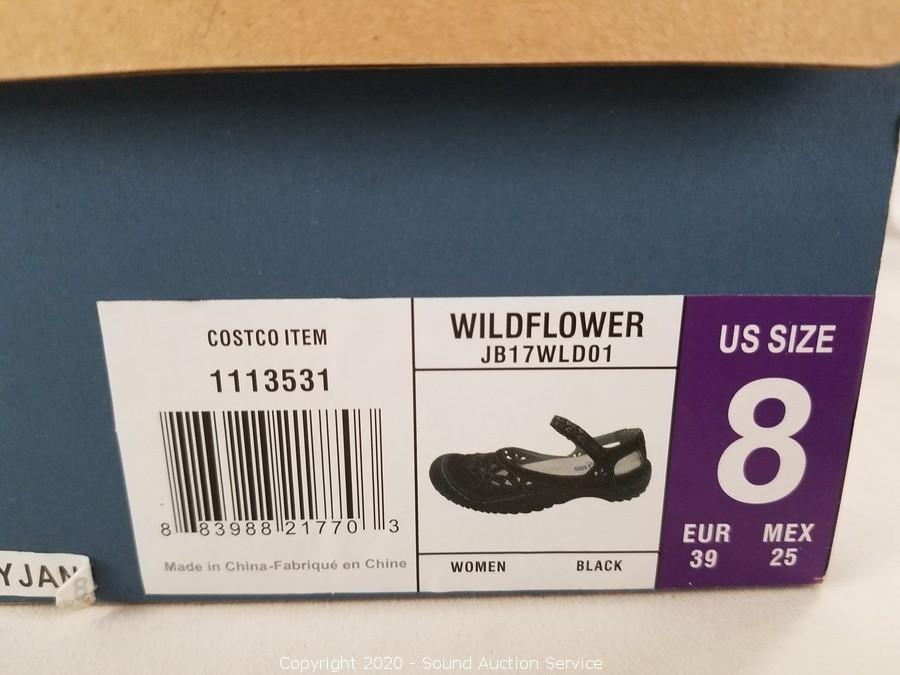 COSTCO ITEM
1113531
8 83988 21770 3
Made in China-Fabriqué en Chine
WILDFLOWER
JB17WLD01
WOMEN BLACK
US SIZE
8
EUR MEX
39 25
YJAN
Copyright 2020 - Sound Auction Service